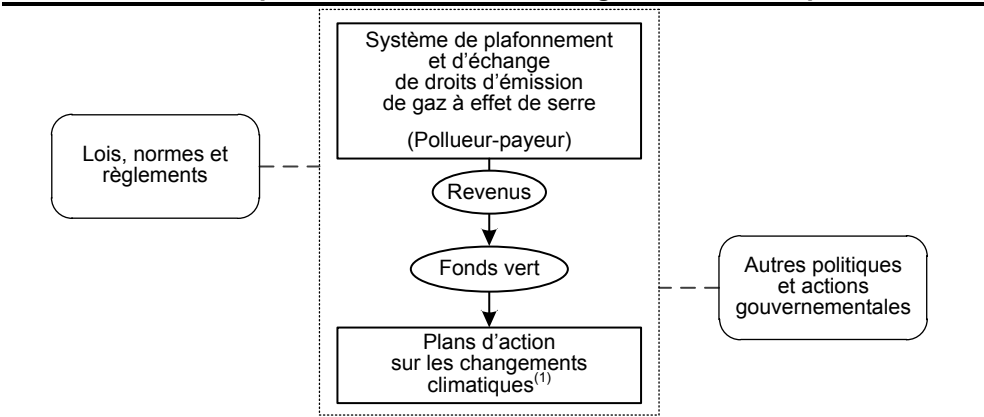 Système de plafonnement
et d’échange
de droits d’émission
de gaz à effet de serre
(Pollueur-payeur)
Lois, normes et
règlements
Revenus
Fonds vert
Autres politiques
et actions
gouvernementales
Plans d’action
sur les changements
climatiques(1)